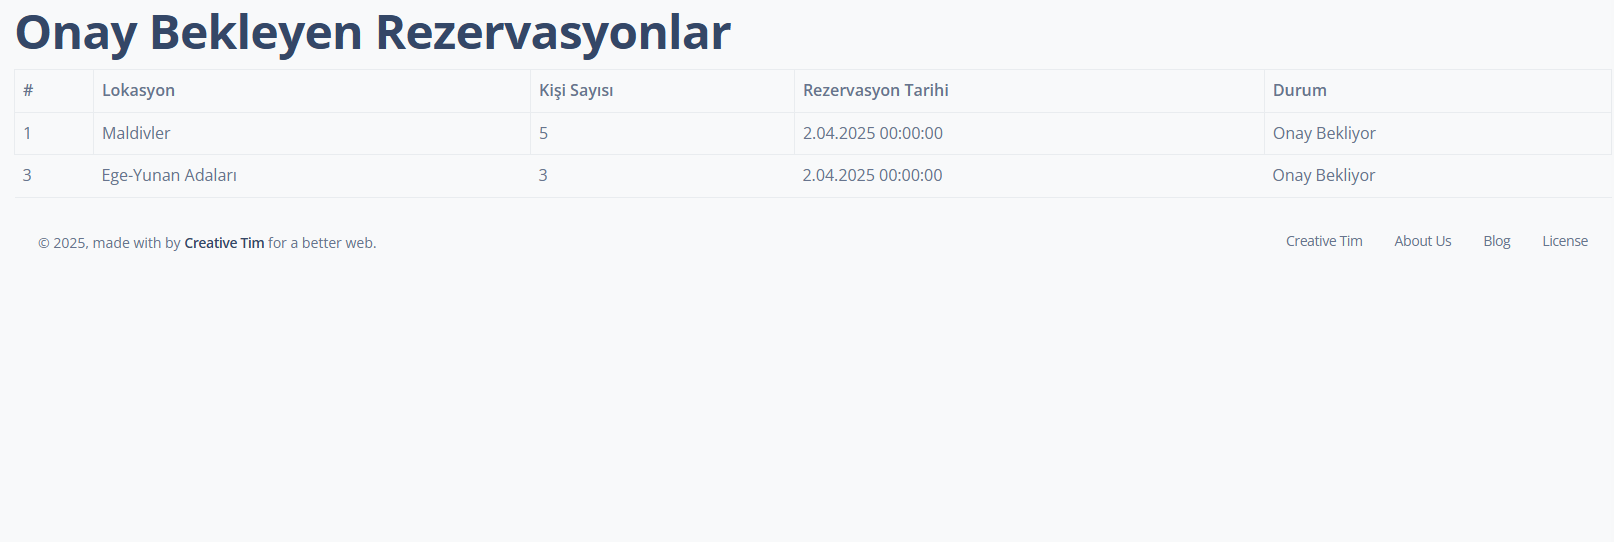 Onay Bekleyen Rezervasyonlar
# Lokasyon Kişi Sayısı Rezervasyon Tarihi Durum
1 Maldivler 5 2.04.2025 00:00:00 Onay Bekliyor
3 Ege-Yunan Adaları 3 2.04.2025 00:00:00 Onay Bekliyor
© 2025, made with by Creative Tim for a better web. Creative Tim About Us Blog License